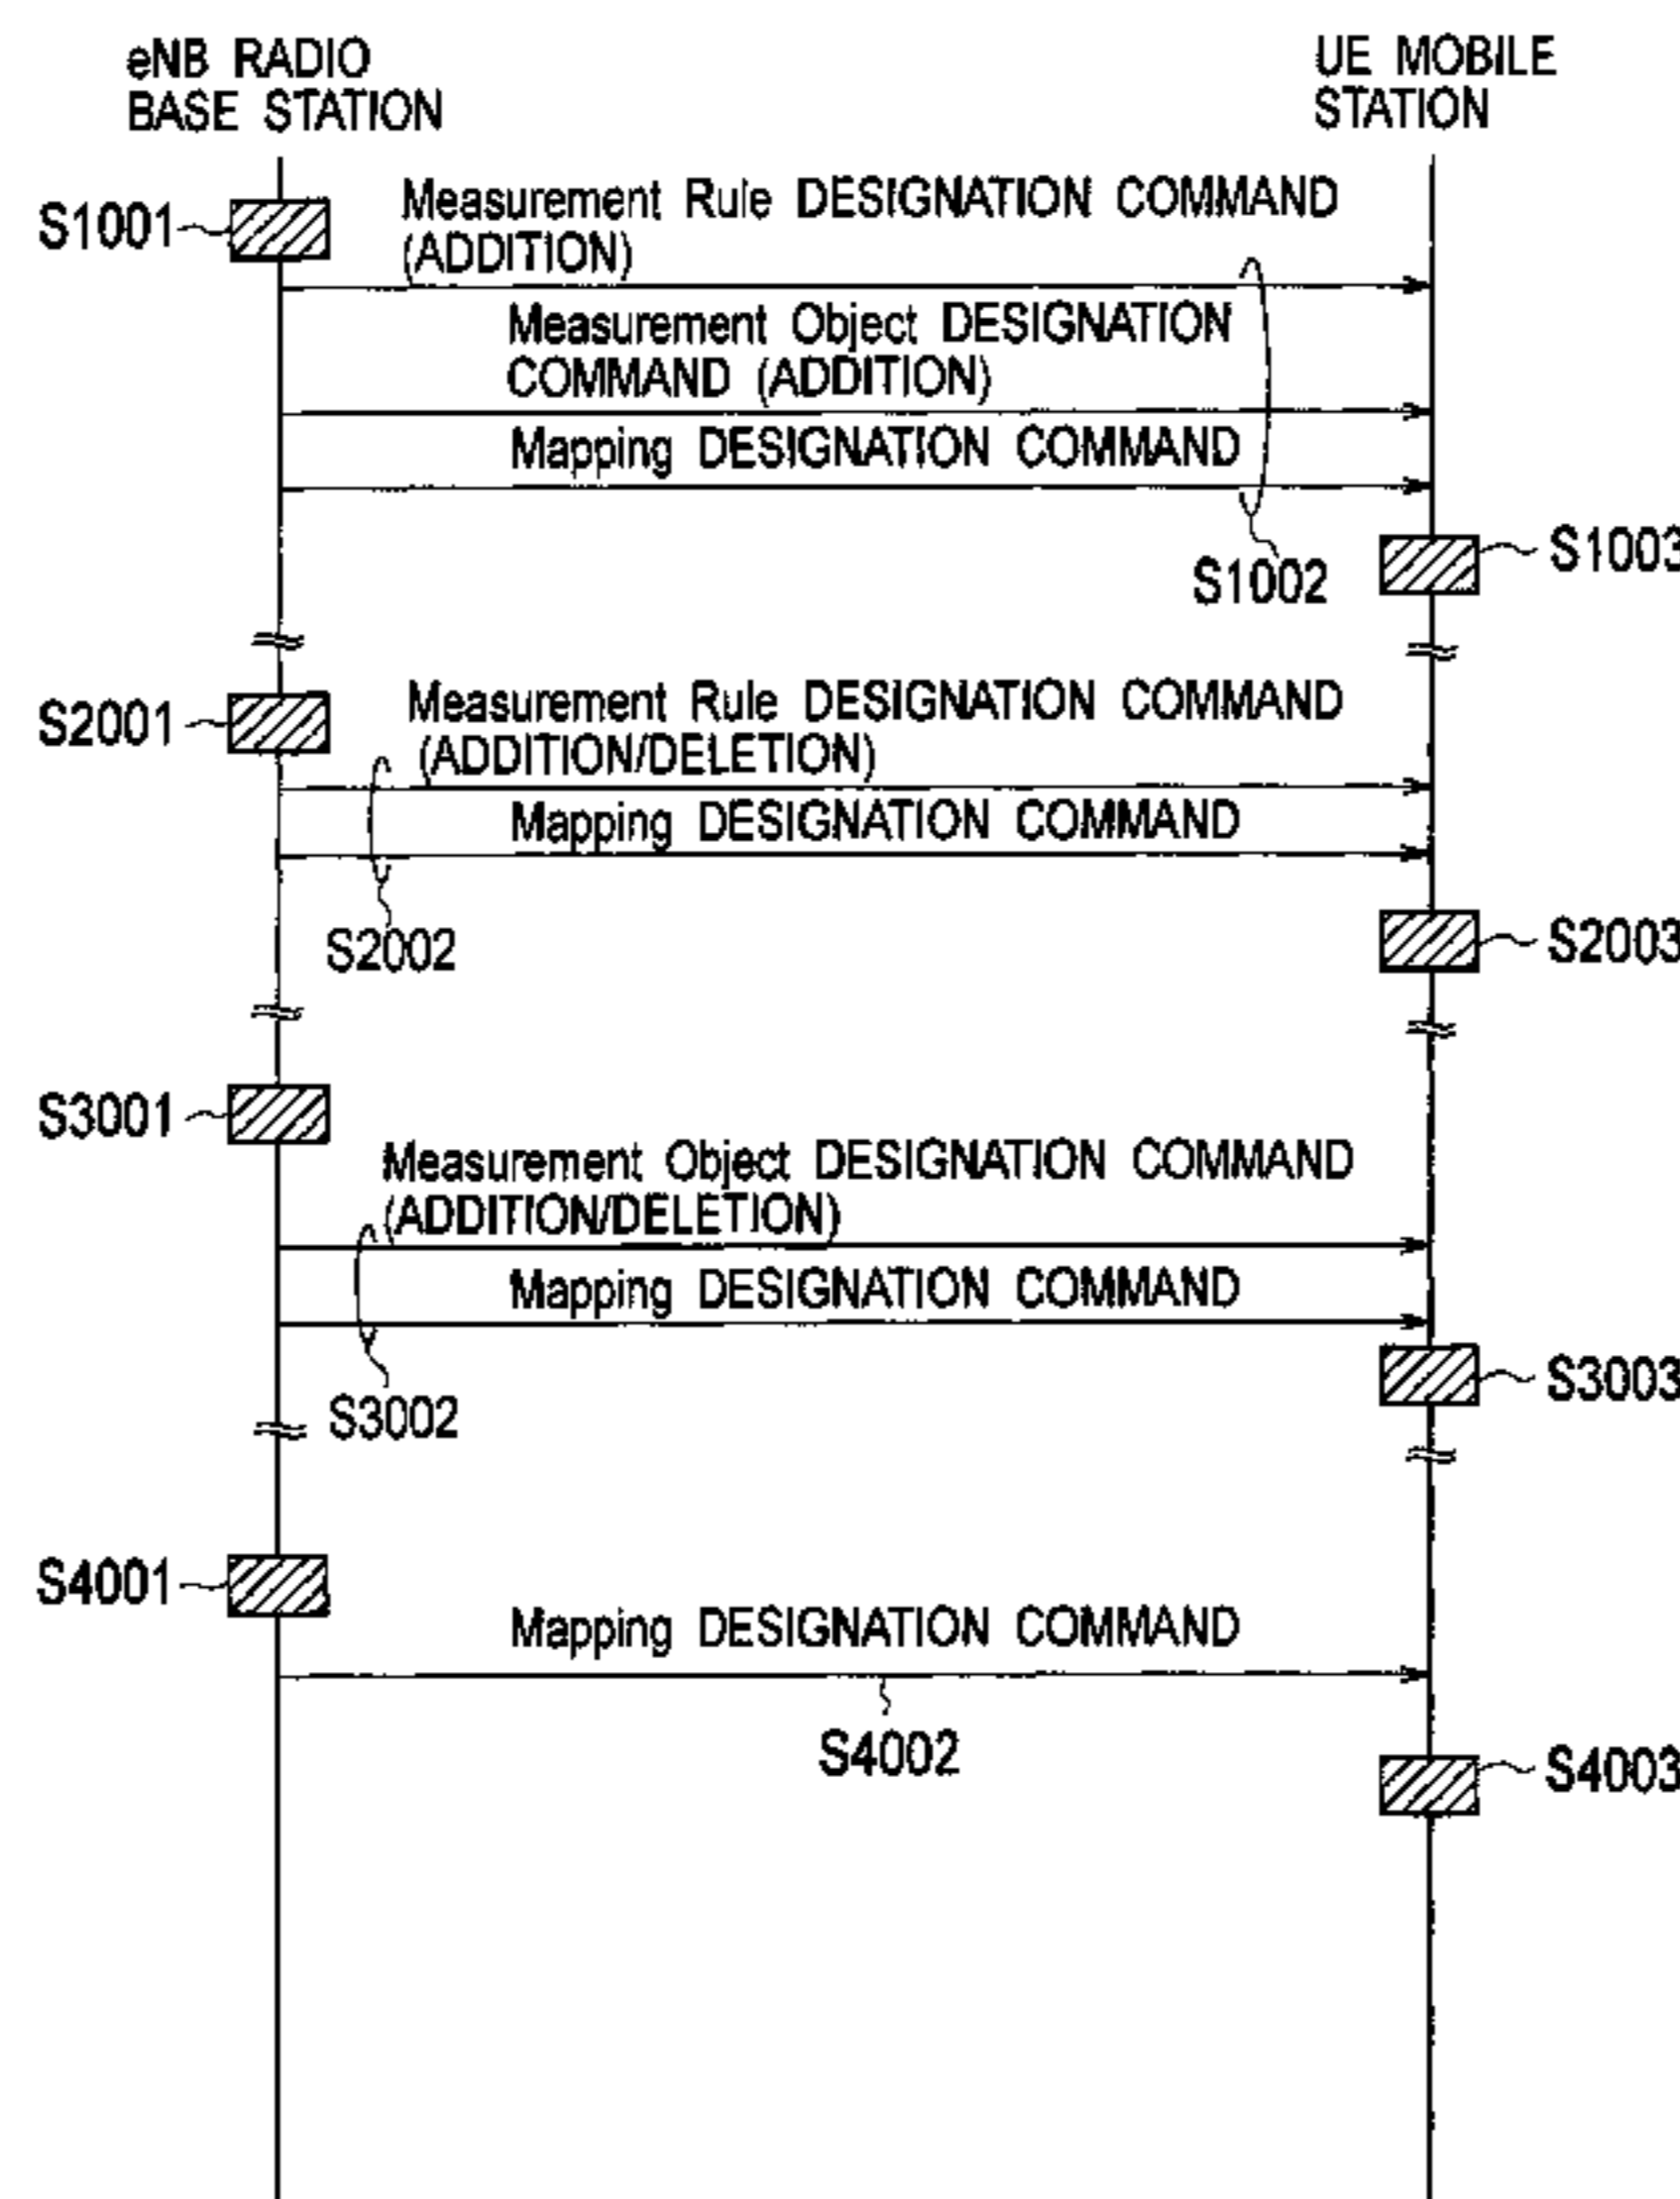 eNB RADIO
BASE STATION
UE MOBILE
STATION
S1001
Measurement Rule DESIGNATION COMMAND
(ADDITION)
Measurement Object DESIGNATION
COMMAND (ADDITION)
Mapping DESIGNATION COMMAND
S1002
S1003
S2001
Measurement Rule DESIGNATION COMMAND
(ADDITION/DELETION)
Mapping DESIGNATION COMMAND
S2002
S2003
S3001
Measurement Object DESIGNATION COMMAND
(ADDITION/DELETION)
Mapping DESIGNATION COMMAND
S3002
S3003
S4001
Mapping DESIGNATION COMMAND
S4002
S4003